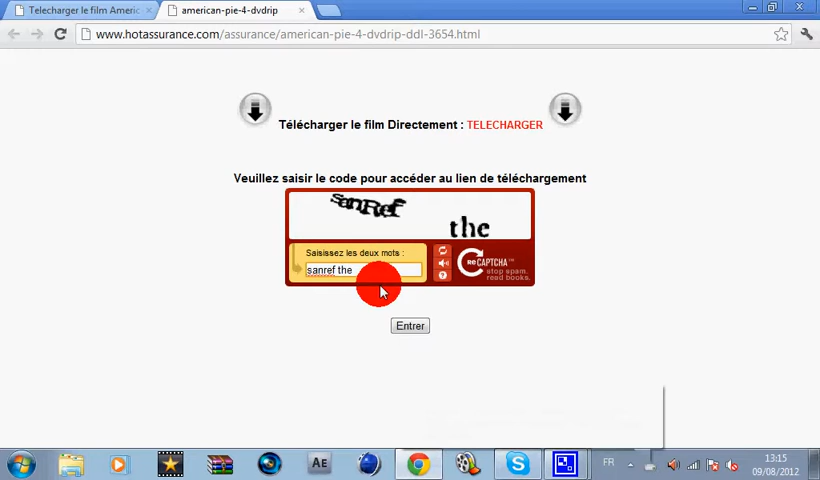 Telecharger le film Americ
american-pie-4-dvdrip
www.hotassurance.com/assurance/american-pie-4-dvdrip-ddl-3654.html
Télécharger le film Directement : TELECHARGER
Veuillez saisir le code pour accéder au lien de téléchargement
sanRef the
Saisissez les deux mots :
sanref the
reCAPTCHA™
stop spam.
read books.
Entrer
Ae
FR
13:15
09/08/2012